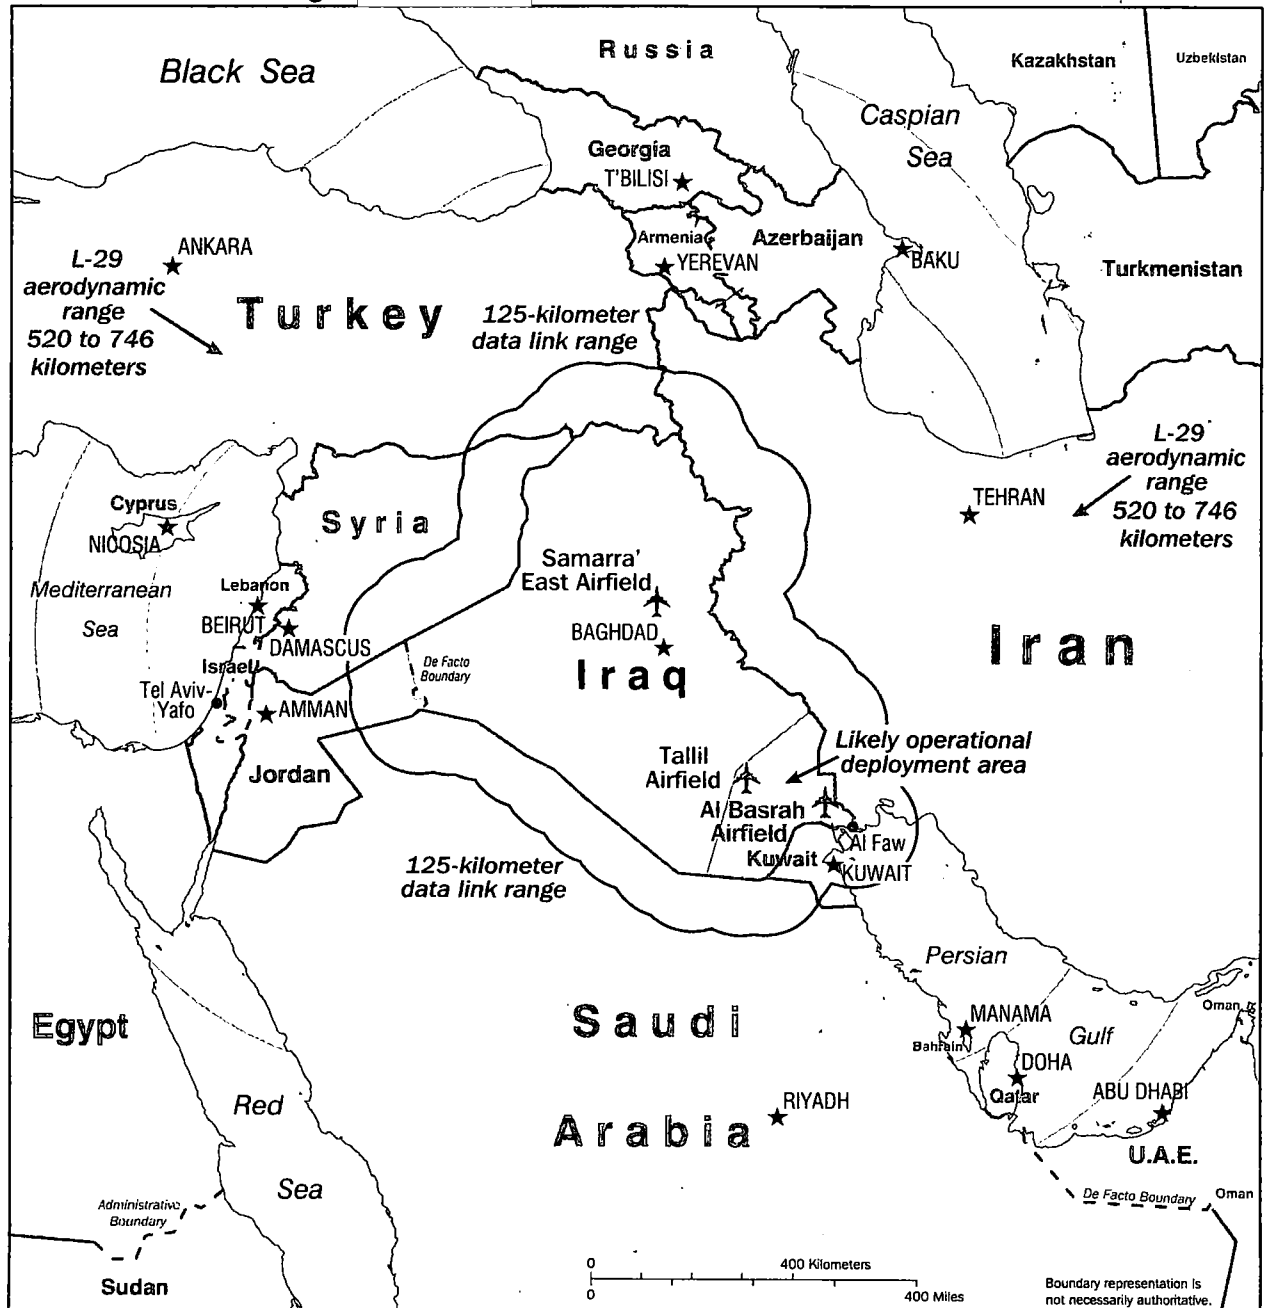 Russia
Kazakhstan
Uzbekistan
Black Sea
Caspian
Sea
Georgia
T'BILISI
Armenia
Azerbaijan
YEREVAN
BAKU
Turkmenistan
ANKARA
L-29
aerodynamic
range
520 to 746
kilometers
Turkey
125-kilometer
data link range
L-29
aerodynamic
range
520 to 746
kilometers
TEHRAN
Cyprus
NICOSIA
Syria
Samarra'
East Airfield
Mediterranean
Sea
Lebanon
BEIRUT
DAMASCUS
BAGHDAD
Iraq
Iran
De Facto
Boundary
Israel
Tel Aviv-
Yafo
AMMAN
Jordan
Tallil
Airfield
Likely operational
deployment area
Al Basrah
Airfield
Al Faw
Kuwait
KUWAIT
125-kilometer
data link range
Persian
Gulf
Egypt
Saudi
Arabia
MANAMA
Bahrain
DOHA
Qatar
ABU DHABI
Oman
RIYADH
U.A.E.
Red
Sea
De Facto Boundary
Oman
Administrative
Boundary
Sudan
0
400 Kilometers
0
400 Miles
Boundary representation is
not necessarily authoritative.